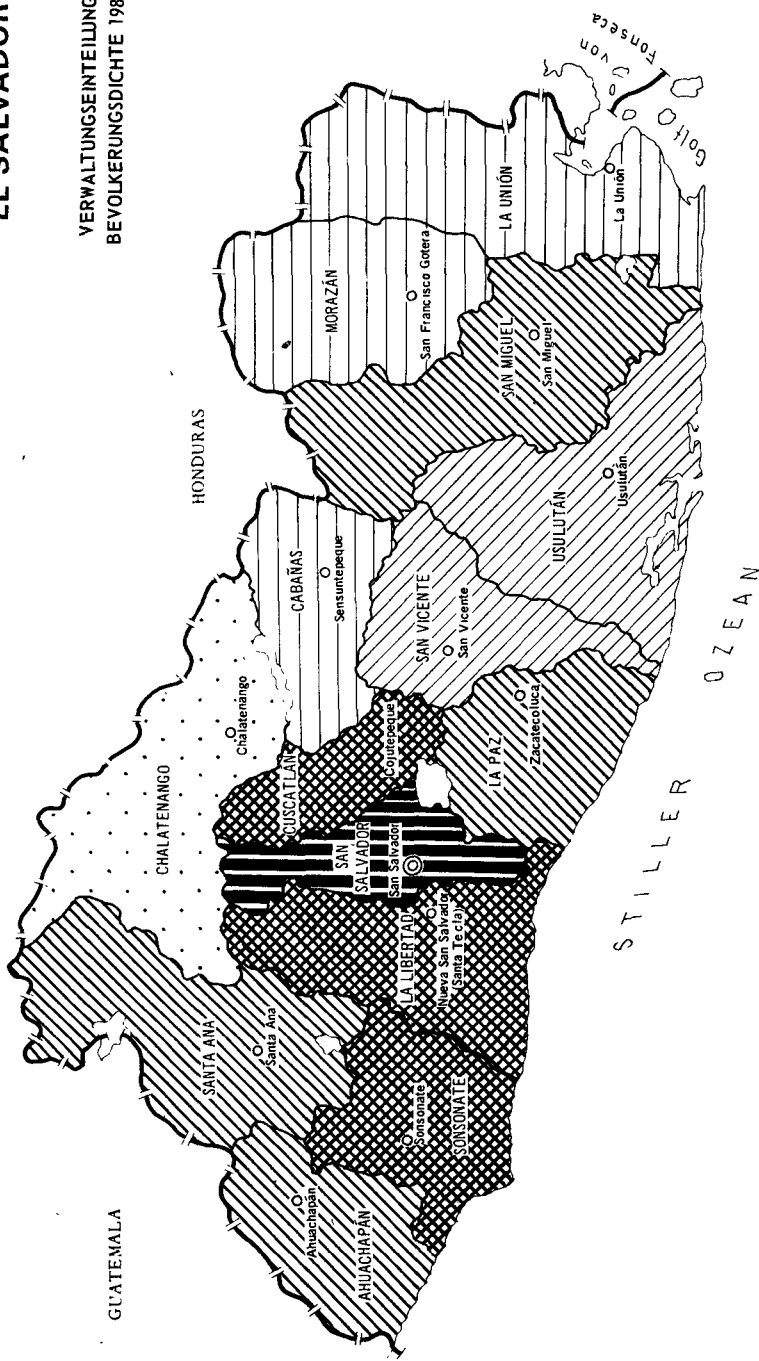 EL SALVADOR
VERWALTUNGSEINTEILUNG
BEVOLKERUNGSDICHTE 198
GUATEMALA
HONDURAS
CHALATENANGO
Chalatenango
SANTA ANA
Santa Ana
AHUACHAPÁN
Ahuachapán
Sonsonate
SONSONATE
LA LIBERTAD
Nueva San Salvador
(Santa Tecla)
SAN
SALVADOR
San Salvador
CUSCATLÁN
Cojutepeque
CABAÑAS
Sensuntepeque
LA PAZ
Zacatecoluca
SAN VICENTE
San Vicente
USULUTÁN
Usulután
SAN MIGUEL
San Miguel
MORAZÁN
San Francisco Gotera
LA UNIÓN
La Unión
Golf von Fonseca
STILLER OZEAN